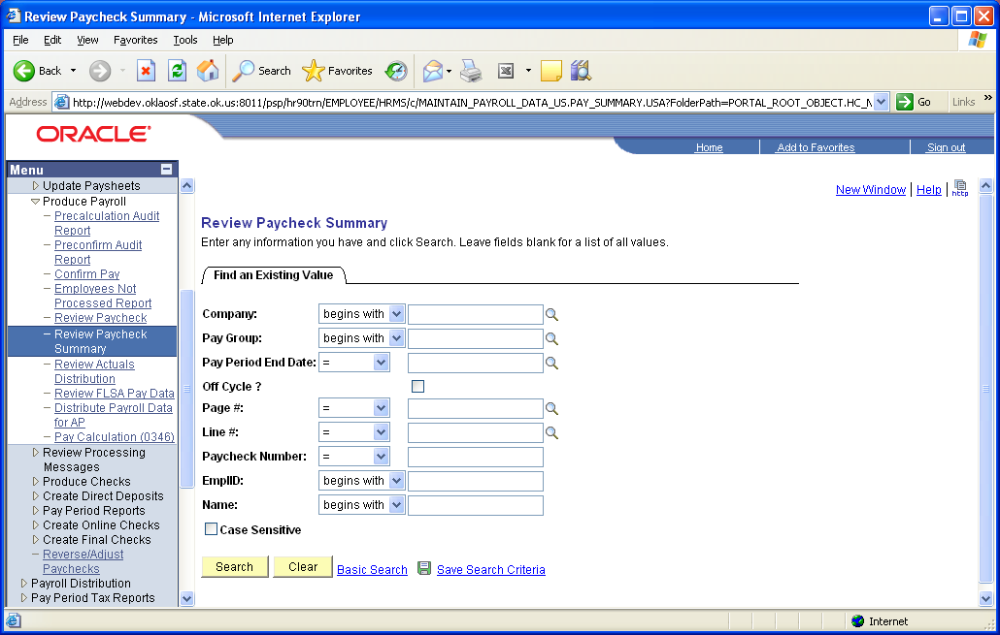 Review Paycheck Summary - Microsoft Internet Explorer
File Edit View Favorites Tools Help
Back Search Favorites
Address http://webdev.oklaosf.state.ok.us:8011/psp/hr90trn/EMPLOYEE/HRMS/c/MAINTAIN_PAYROLL_DATA_US.PAY_SUMMARY.USA?FolderPath=PORTAL_ROOT_OBJECT.HC_N Go Links »
ORACLE®
Home Add to Favorites Sign out
Menu
Update Paysheets
Produce Payroll
Precalculation Audit
Report
Preconfirm Audit
Report
Confirm Pay
Employees Not
Processed Report
Review Paycheck
Review Paycheck
Summary
Review Actuals
Distribution
Review FLSA Pay Data
Distribute Payroll Data
for AP
Pay Calculation (0346)
Review Processing
Messages
Produce Checks
Create Direct Deposits
Pay Period Reports
Create Online Checks
Create Final Checks
Reverse/Adjust
Paychecks
Payroll Distribution
Pay Period Tax Reports
New Window | Help | http
Review Paycheck Summary
Enter any information you have and click Search. Leave fields blank for a list of all values.
Find an Existing Value
Company: begins with
Pay Group: begins with
Pay Period End Date: =
Off Cycle ?
Page #: =
Line #: =
Paycheck Number: =
EmplID: begins with
Name: begins with
Case Sensitive
Search Clear Basic Search Save Search Criteria
Internet